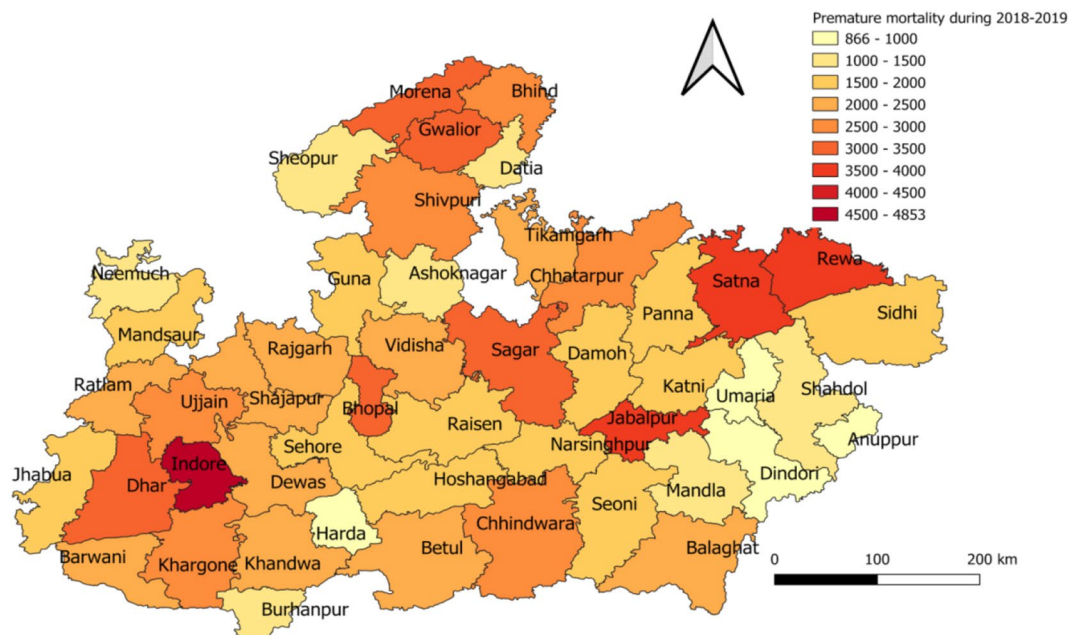 Premature mortality during 2018-2019
866 - 1000
1000 - 1500
1500 - 2000
2000 - 2500
2500 - 3000
3000 - 3500
3500 - 4000
4000 - 4500
4500 - 4853
Morena
Bhind
Gwalior
Sheopur
Datia
Shivpuri
Tikamgarh
Neemuch
Guna
Ashoknagar
Chhatarpur
Satna
Rewa
Mandsaur
Panna
Sidhi
Rajgarh
Vidisha
Sagar
Damoh
Ratlam
Ujjain
Shajapur
Bhopal
Katni
Umaria
Shahdol
Jabalpur
Raisen
Sehore
Narsinghpur
Anuppur
Jhabua
Dhar
Indore
Dewas
Hoshangabad
Dindori
Mandla
Seoni
Harda
Chhindwara
Barwani
Khargone
Khandwa
Betul
Balaghat
Burhanpur
0 100 200 km